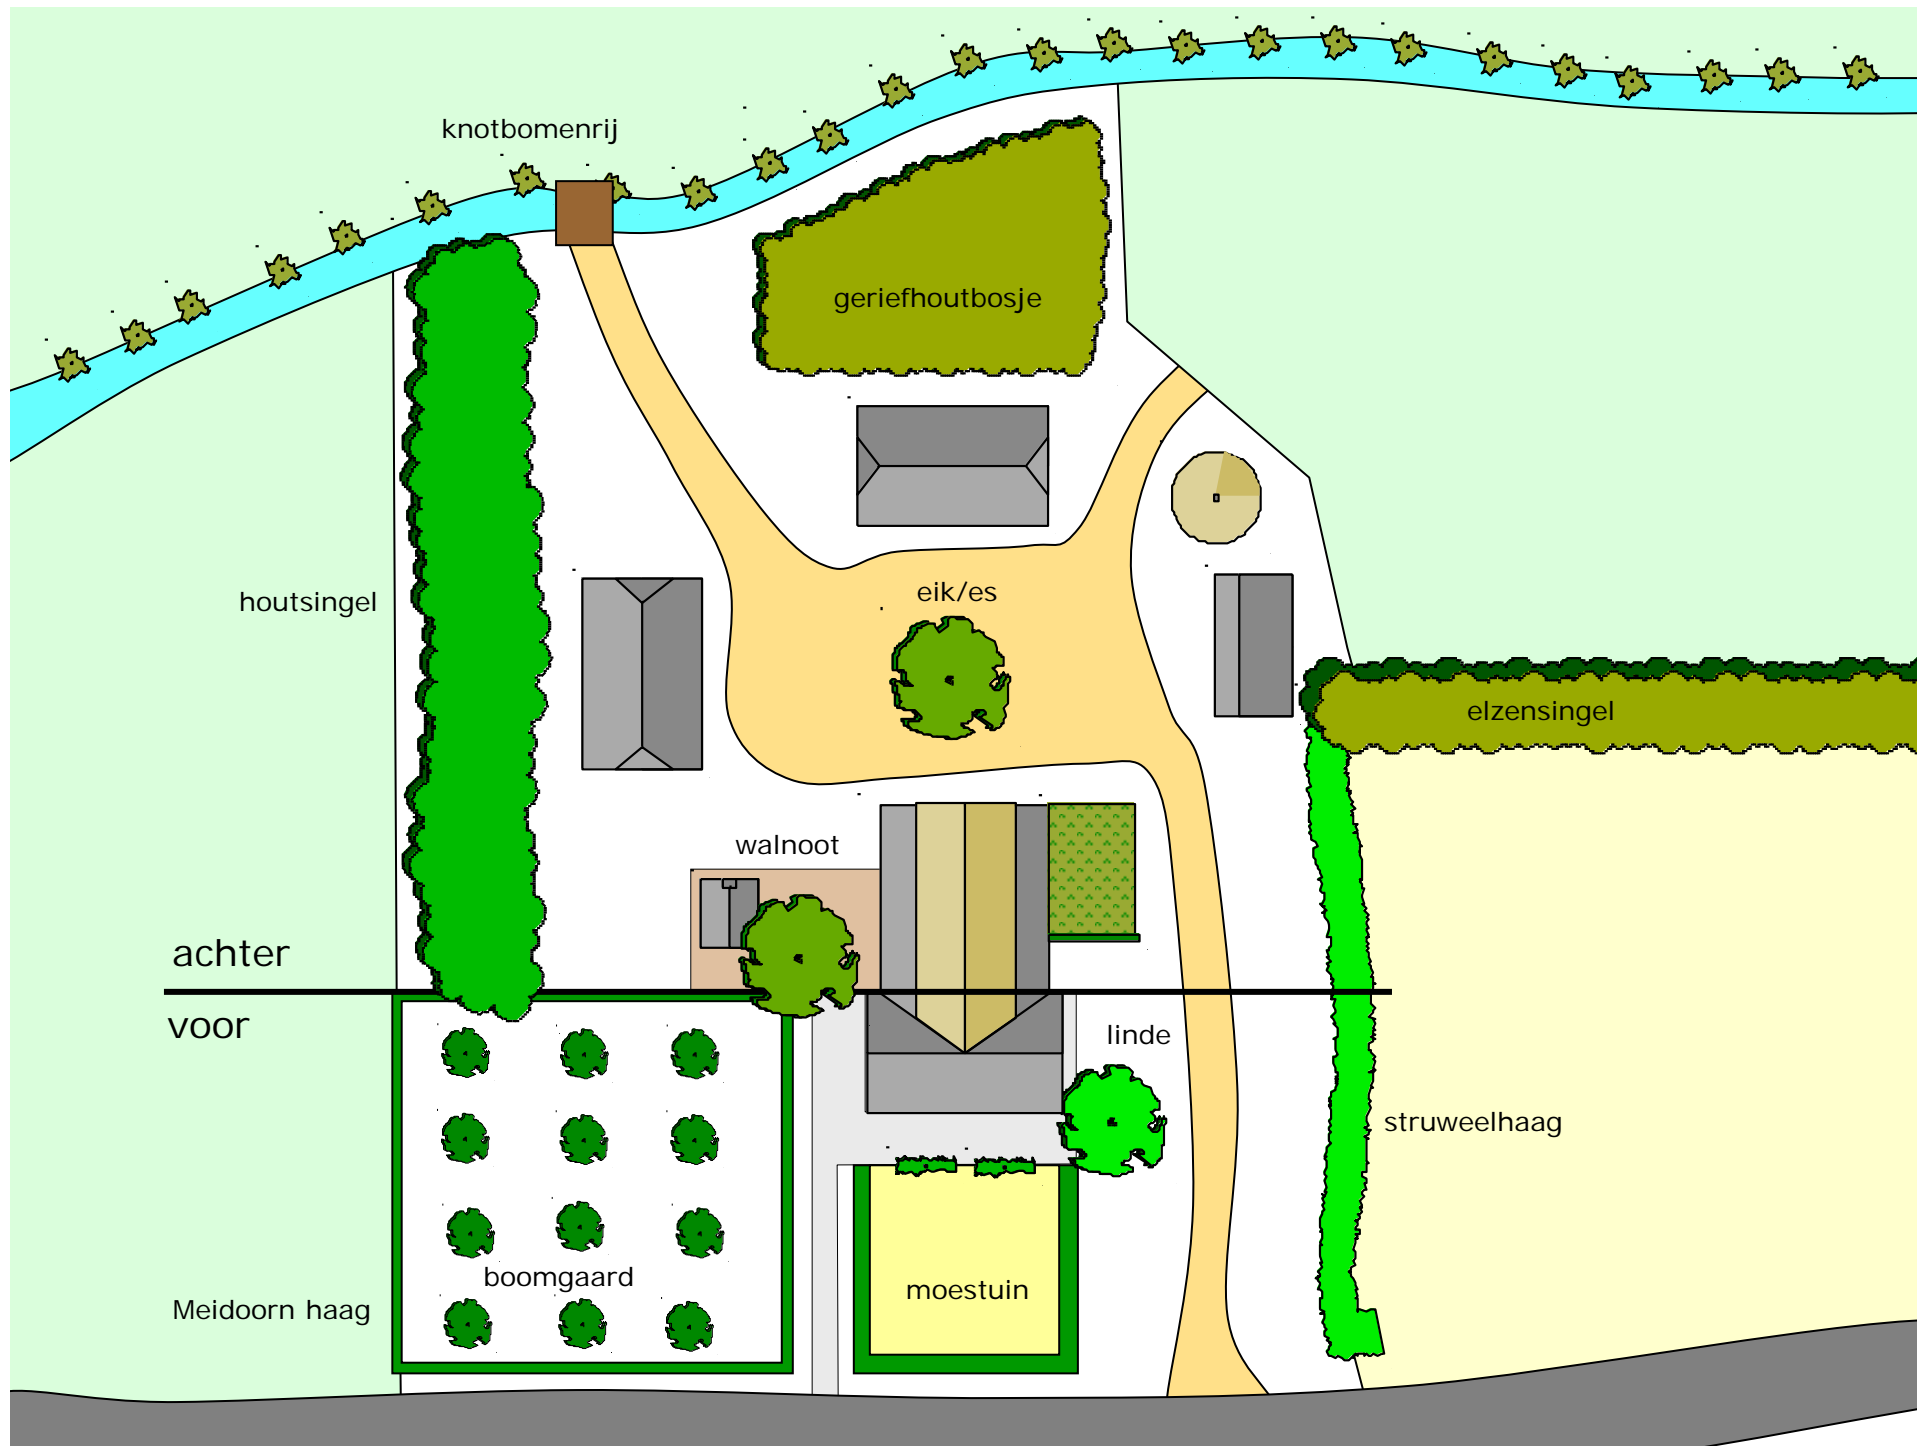 knotbomenrij
geriefhoutbosje
eik/es
houtsingel
elzensingel
walnoot
achter
voor
linde
struweelhaag
boomgaard
moestuin
Meidoorn haag